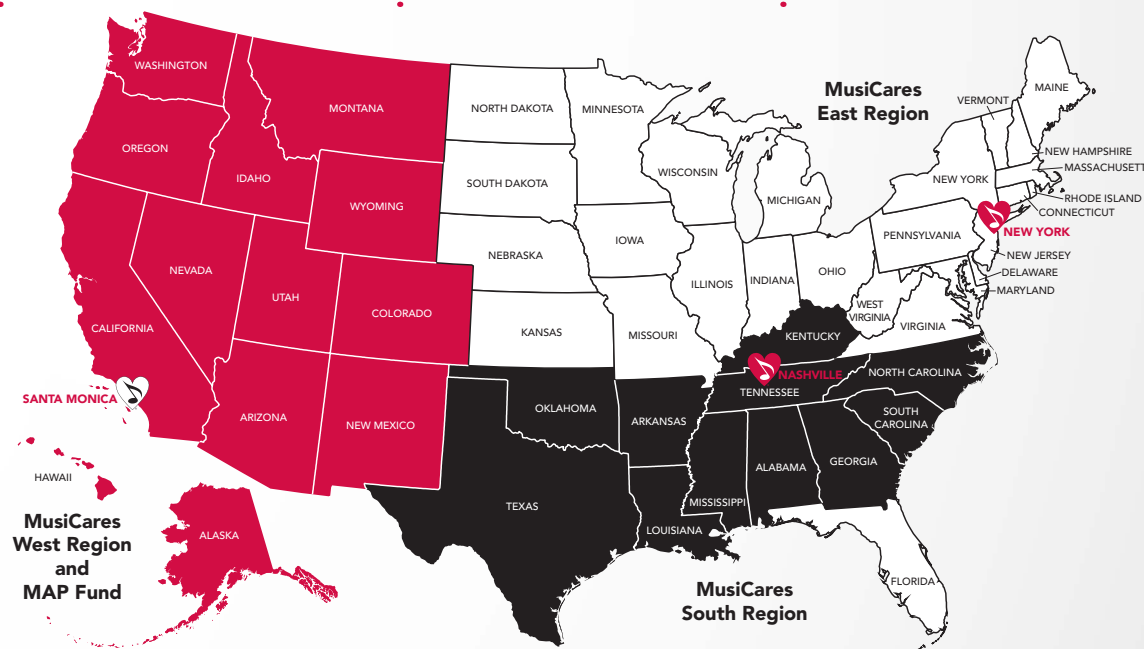 WASHINGTON
MONTANA
NORTH DAKOTA
MINNESOTA
MusiCares
East Region
VERMONT
MAINE
OREGON
IDAHO
WYOMING
SOUTH DAKOTA
WISCONSIN
MICHIGAN
NEW YORK
NEW HAMPSHIRE
MASSACHUSETT
RHODE ISLAND
CONNECTICUT
NEW YORK
NEVADA
UTAH
COLORADO
NEBRASKA
IOWA
ILLINOIS
INDIANA
OHIO
PENNSYLVANIA
NEW JERSEY
DELAWARE
MARYLAND
WEST
VIRGINIA
VIRGINIA
CALIFORNIA
KANSAS
MISSOURI
KENTUCKY
SANTA MONICA
ARIZONA
NEW MEXICO
OKLAHOMA
ARKANSAS
NASHVILLE
TENNESSEE
NORTH CAROLINA
SOUTH
CAROLINA
HAWAII
ALASKA
TEXAS
LOUISIANA
MISSISSIPPI
ALABAMA
GEORGIA
FLORIDA
MusiCares
West Region
and
MAP Fund
MusiCares
South Region